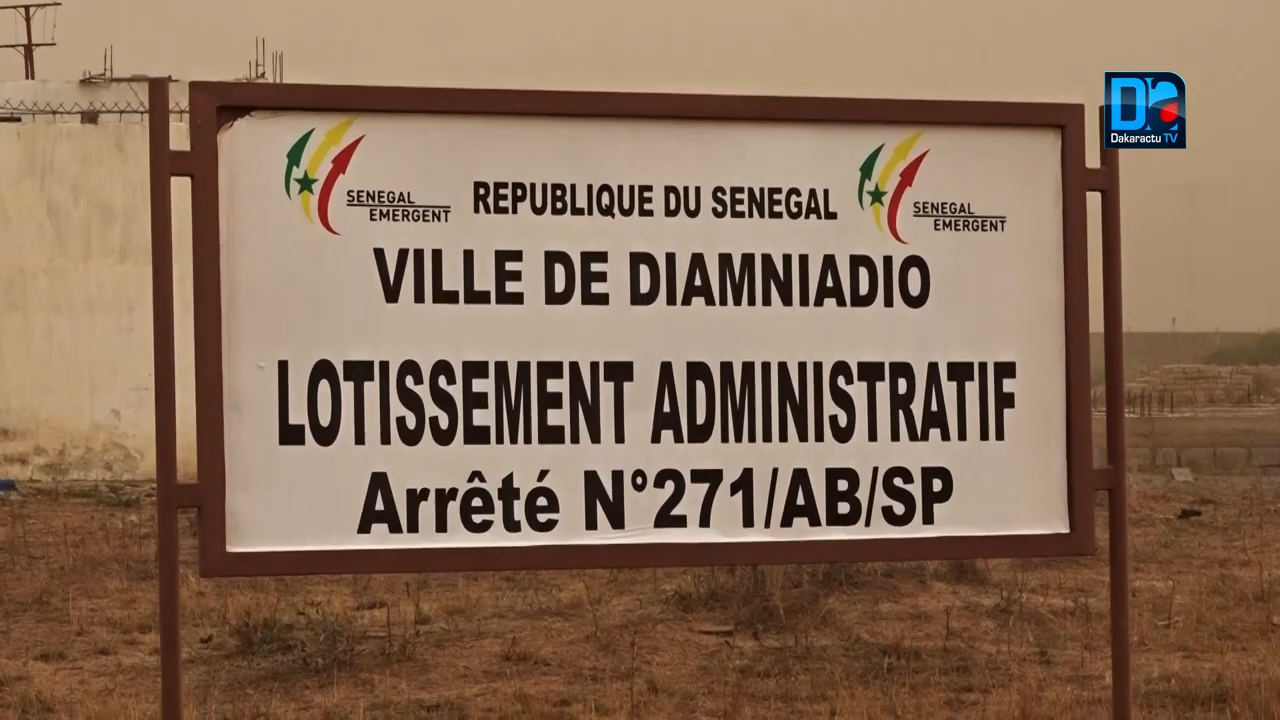 Dakaractu TV
SENEGAL
EMERGENT
REPUBLIQUE DU SENEGAL
SENEGAL
EMERGENT
VILLE DE DIAMNIADIO
LOTISSEMENT ADMINISTRATIF
Arrêté N°271/AB/SP